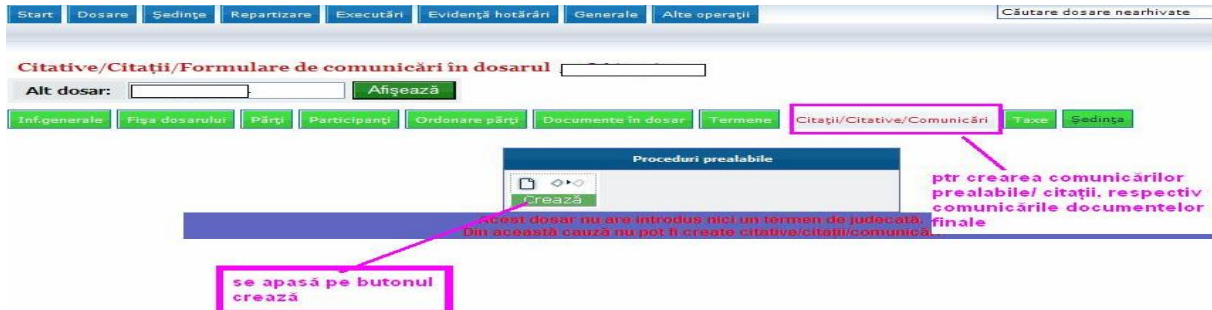 Start Dosare Şedinţe Repartizare Executări Evidenţă hotărâri Generale Alte operaţii Căutare dosare nearhivate
Citative/Citaţii/Formulare de comunicări în dosarul
Alt dosar: Afişează
Inf.generale Fişa dosarului Părţi Participanţi Ordonare părţi Documente în dosar Termene Citaţii/Citative/Comunicări Taxe Şedinţa
Proceduri prealabile
Crează
ptr crearea comunicărilor
prealabile/ citaţii, respectiv
comunicările documentelor
finale
Acest dosar nu are introdus nici un termen de judecată.
Din această cauză nu pot fi create citative/citaţii/comunică
se apasă pe butonul
crează